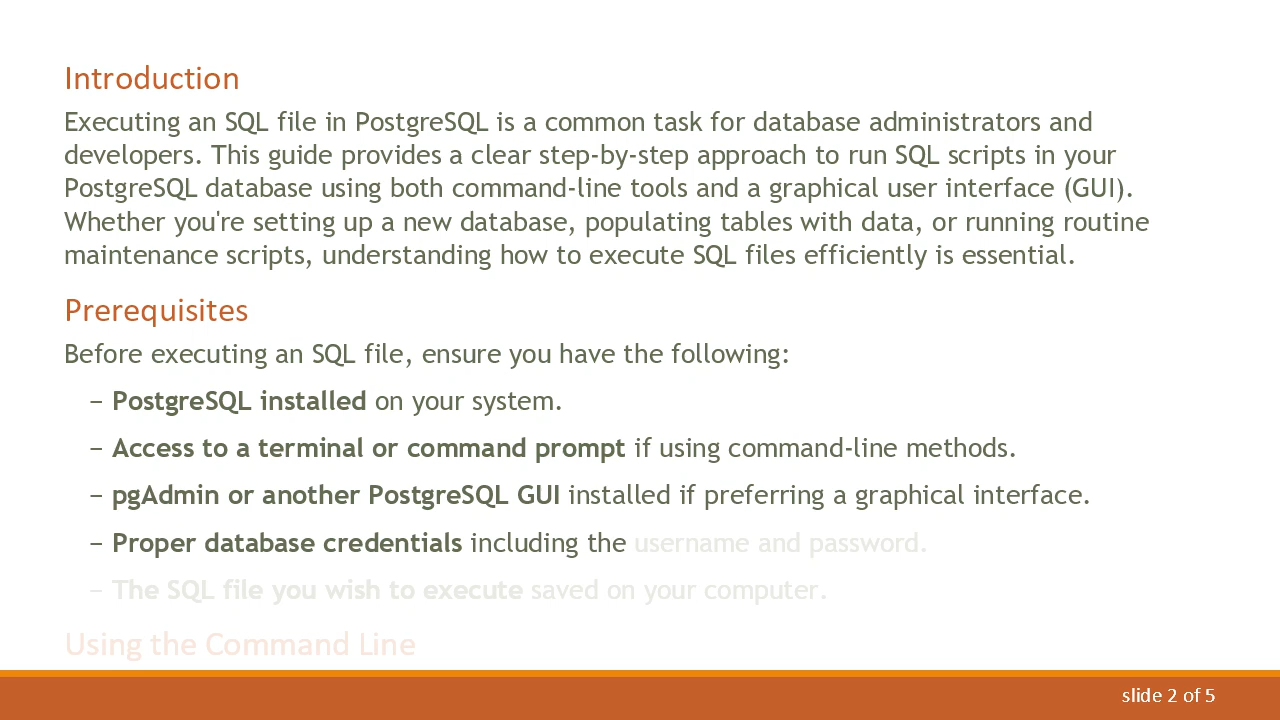 Introduction
Executing an SQL file in PostgreSQL is a common task for database administrators and
developers. This guide provides a clear step-by-step approach to run SQL scripts in your
PostgreSQL database using both command-line tools and a graphical user interface (GUI).
Whether you're setting up a new database, populating tables with data, or running routine
maintenance scripts, understanding how to execute SQL files efficiently is essential.
Prerequisites
Before executing an SQL file, ensure you have the following:
– PostgreSQL installed on your system.
– Access to a terminal or command prompt if using command-line methods.
– pgAdmin or another PostgreSQL GUI installed if preferring a graphical interface.
– Proper database credentials including the username and password.
– The SQL file you wish to execute saved on your computer.
Using the Command Line
slide 2 of 5